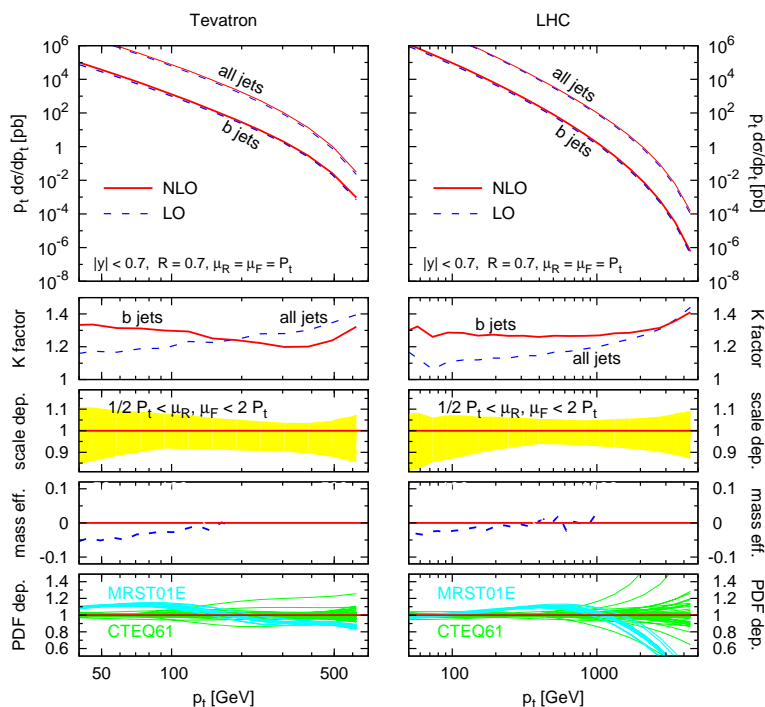 Tevatron
LHC
p_t dσ/dp_t [pb]
10^6
10^4
10^2
1
10^-2
10^-4
10^-6
10^-8
all jets
b jets
NLO
LO
|y| < 0.7, R = 0.7, μ_R = μ_F = P_t
all jets
b jets
NLO
LO
|y| < 0.7, R = 0.7, μ_R = μ_F = P_t
10^6
10^4
10^2
1
10^-2
10^-4
10^-6
10^-8
p_t dσ/dp_t [pb]
K factor
1.4
1.2
1
b jets
all jets
b jets
all jets
1.4
1.2
1
K factor
scale dep.
1.1
1
0.9
1/2 P_t < μ_R, μ_F < 2 P_t
1/2 P_t < μ_R, μ_F < 2 P_t
1.1
1
0.9
scale dep.
mass eff.
0.1
0
-0.1
0.1
0
-0.1
mass eff.
PDF dep.
1.4
1.2
1
0.8
0.6
MRST01E
CTEQ61
MRST01E
CTEQ61
1.4
1.2
1
0.8
0.6
PDF dep.
50
100
500
100
1000
p_t [GeV]
p_t [GeV]